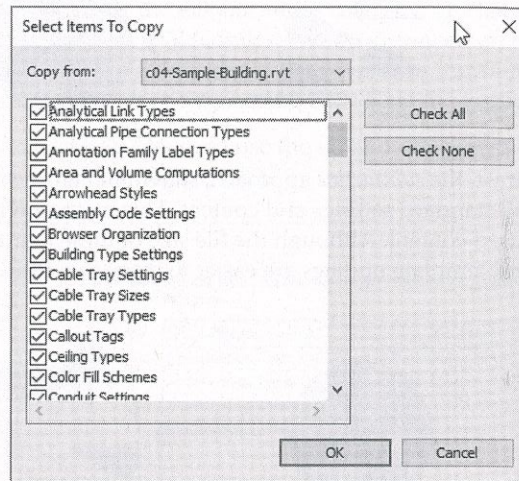 Select Items To Copy
Copy from: c04-Sample-Building.rvt
Analytical Link Types
Analytical Pipe Connection Types
Annotation Family Label Types
Area and Volume Computations
Arrowhead Styles
Assembly Code Settings
Browser Organization
Building Type Settings
Cable Tray Settings
Cable Tray Sizes
Cable Tray Types
Callout Tags
Ceiling Types
Color Fill Schemes
Conduit Settings
Check All
Check None
OK
Cancel